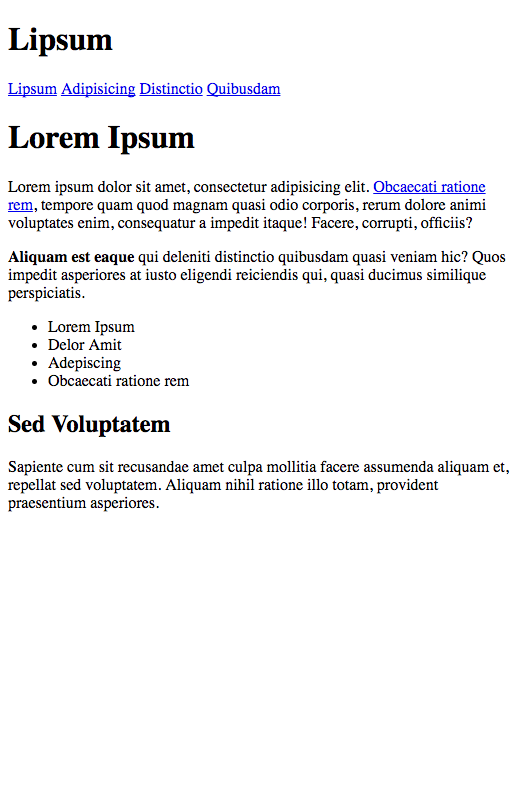 Lipsum
Lipsum Adipisicing Distinctio Quibusdam
Lorem Ipsum
Lorem ipsum dolor sit amet, consectetur adipisicing elit. Obcaecati ratione
rem, tempore quam quod magnam quasi odio corporis, rerum dolore animi
voluptates enim, consequatur a impedit itaque! Facere, corrupti, officiis?
Aliquam est eaque qui deleniti distinctio quibusdam quasi veniam hic? Quos
impedit asperiores at iusto eligendi reiciendis qui, quasi ducimus similique
perspiciatis.
• Lorem Ipsum
• Delor Amit
• Adepiscing
• Obcaecati ratione rem
Sed Voluptatem
Sapiente cum sit recusandae amet culpa mollitia facere assumenda aliquam et,
repellat sed voluptatem. Aliquam nihil ratione illo totam, provident
praesentium asperiores.